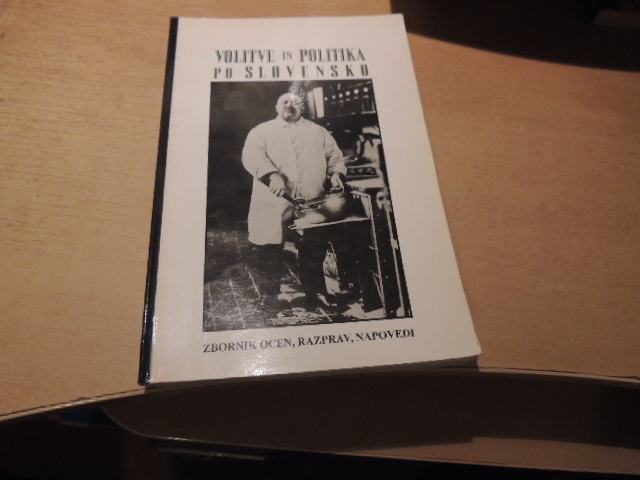 VOLITVE IN POLITIKA
PO SLOVENSKO
ZBORNIK OCEN, RAZPRAV, NAPOVEDI